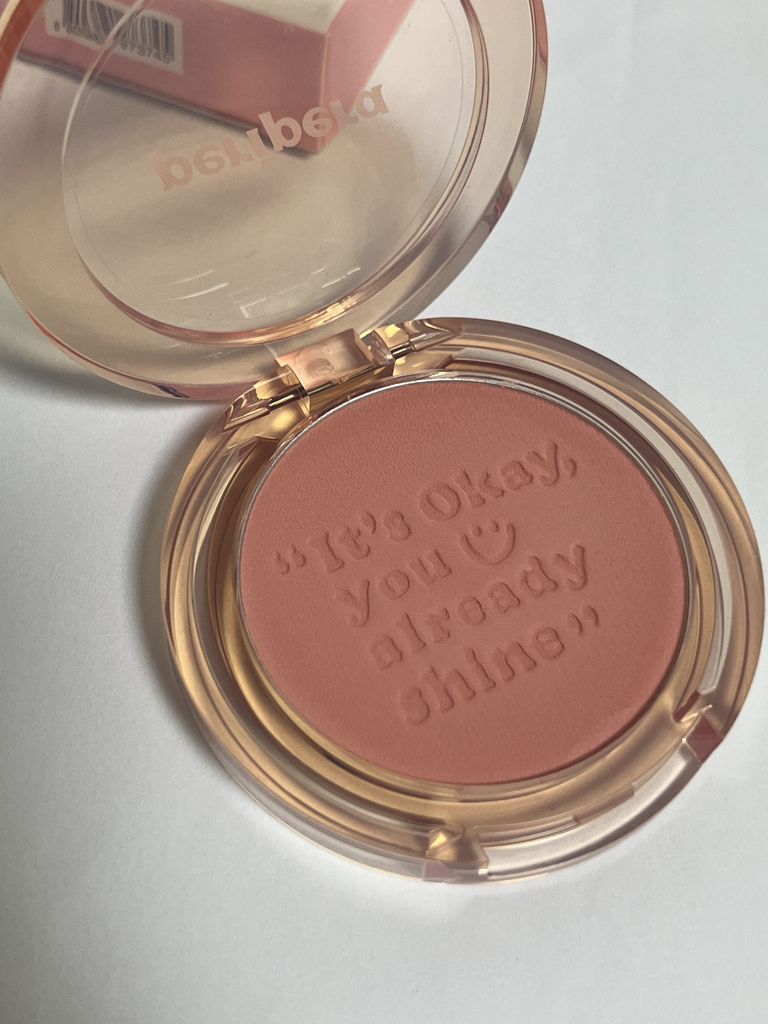 peripera
"It's Okay,
you
already
shine"